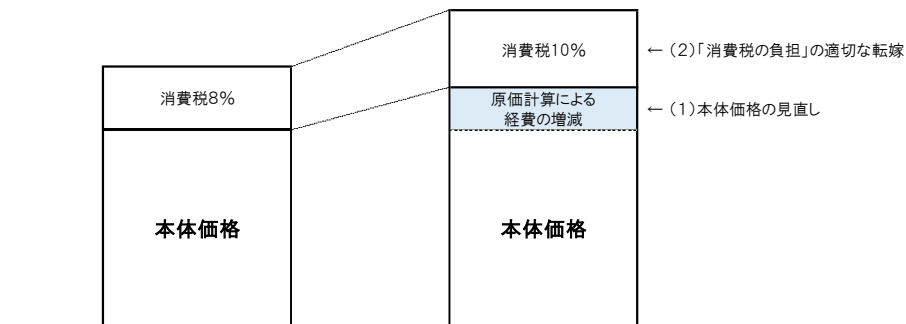 消費税10%
←（2）「消費税の負担」の適切な転嫁
消費税8%
原価計算による
経費の増減
←（1）本体価格の見直し
本体価格
本体価格